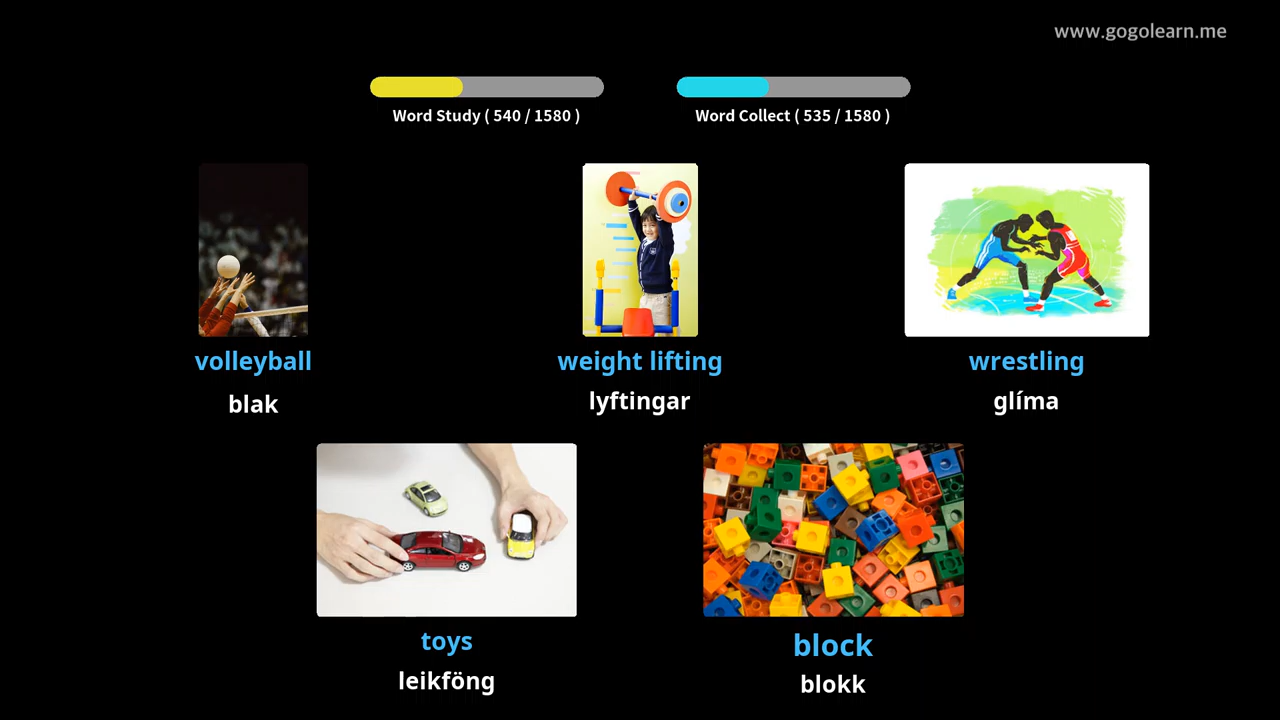 www.gogolearn.me
Word Study ( 540 / 1580 )
Word Collect ( 535 / 1580 )
volleyball
blak
weight lifting
lyftingar
wrestling
glíma
toys
leikföng
block
blokk